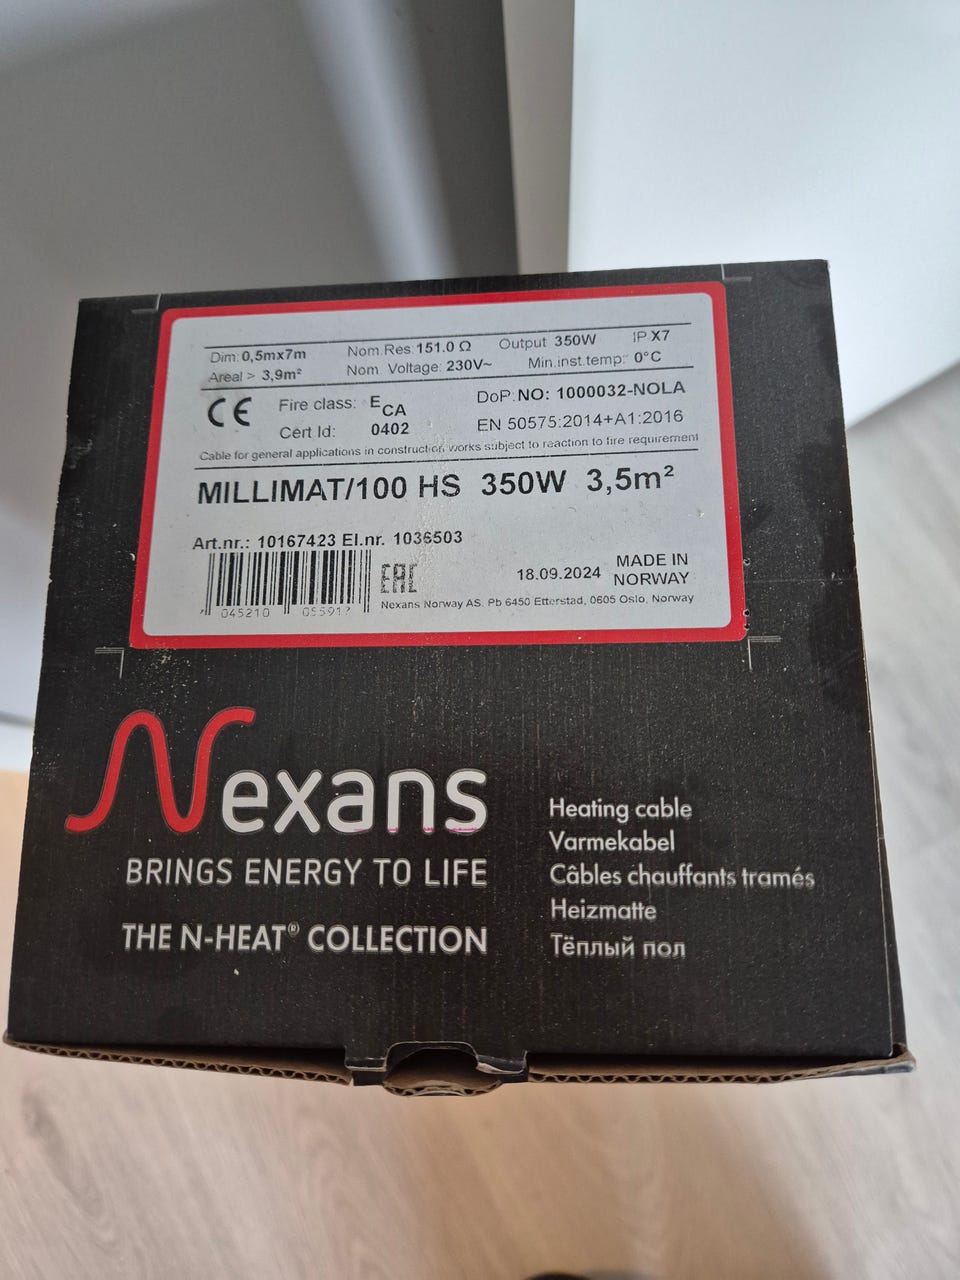 Dim: 0,5mx7m Nom.Res:151.0 Ω Output 350W IP X7
Areal > 3,9m² Nom. Voltage: 230V~ Min.inst.temp: 0°C
CE Fire class: ECA DoP.NO: 1000032-NOLA
Cert Id: 0402 EN 50575:2014+A1:2016
Cable for general applications in construction works subject to reaction to fire requirement
MILLIMAT/100 HS 350W 3,5m²
Art.nr.: 10167423 El.nr. 1036503
EAC 18.09.2024 MADE IN NORWAY
045210
Nexans Norway AS. Pb 6450 Etterstad, 0605 Oslo, Norway
Nexans
BRINGS ENERGY TO LIFE
THE N-HEAT® COLLECTION
Heating cable
Varmekabel
Câbles chauffants tramés
Heizmatte
Тёплый пол